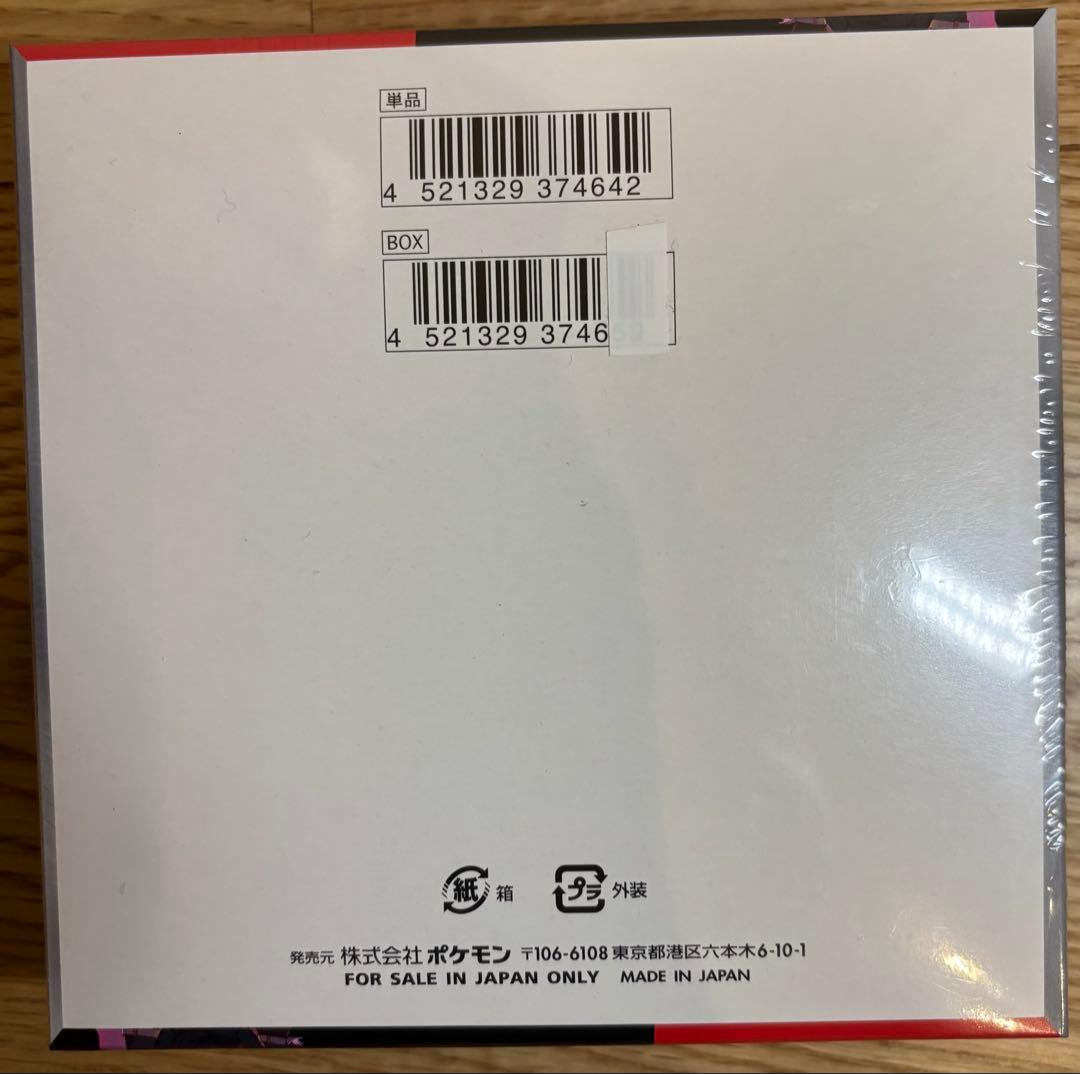 単品
4 521329 374642
BOX
4 521329 374659
紙 箱 プラ 外装
発売元 株式会社ポケモン 〒106-6108 東京都港区六本木6-10-1
FOR SALE IN JAPAN ONLY MADE IN JAPAN